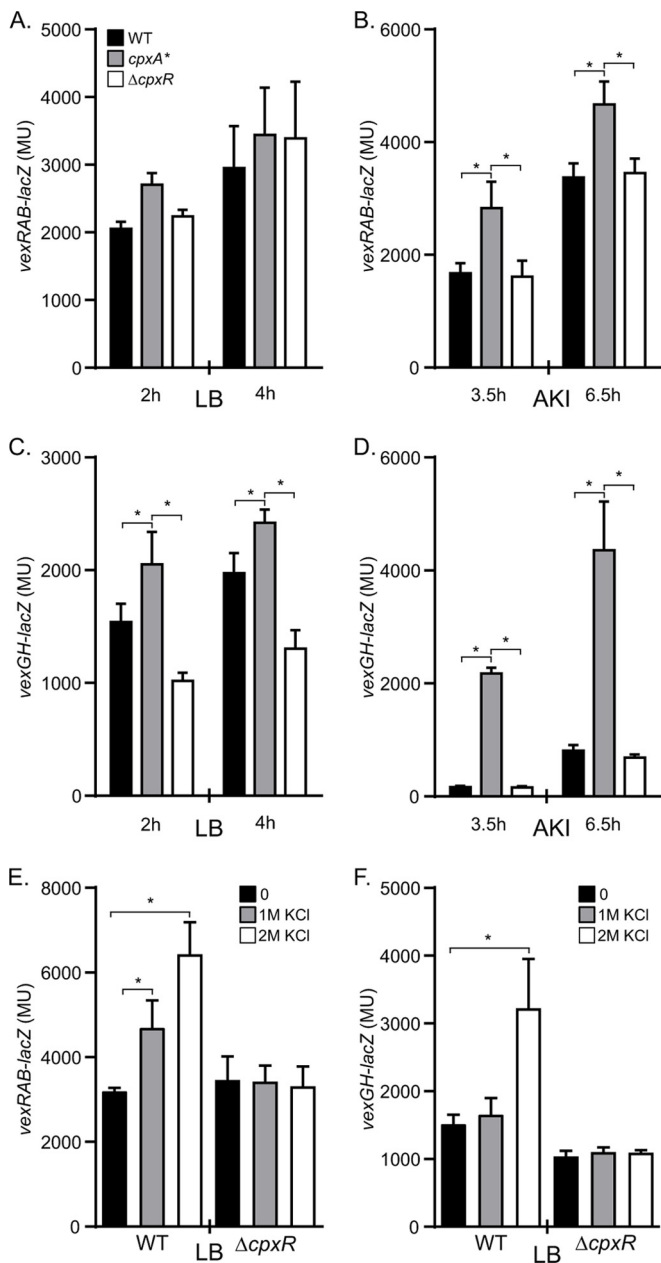 A.
5000
4000
3000
2000
1000
0
vexRAB-lacZ (MU)
WT
cpxA*
ΔcpxR
2h
LB
4h
B.
6000
4000
2000
0
vexRAB-lacZ (MU)
*
*
*
*
3.5h
AKI
6.5h
C.
3000
2000
1000
0
vexGH-lacZ (MU)
*
*
*
*
2h
LB
4h
D.
6000
4000
2000
0
vexGH-lacZ (MU)
*
*
*
*
3.5h
AKI
6.5h
E.
8000
6000
4000
2000
0
vexRAB-lacZ (MU)
0
1M KCl
2M KCl
*
*
WT
LB
ΔcpxR
F.
5000
4000
3000
2000
1000
0
vexGH-lacZ (MU)
0
1M KCl
2M KCl
*
WT
LB
ΔcpxR